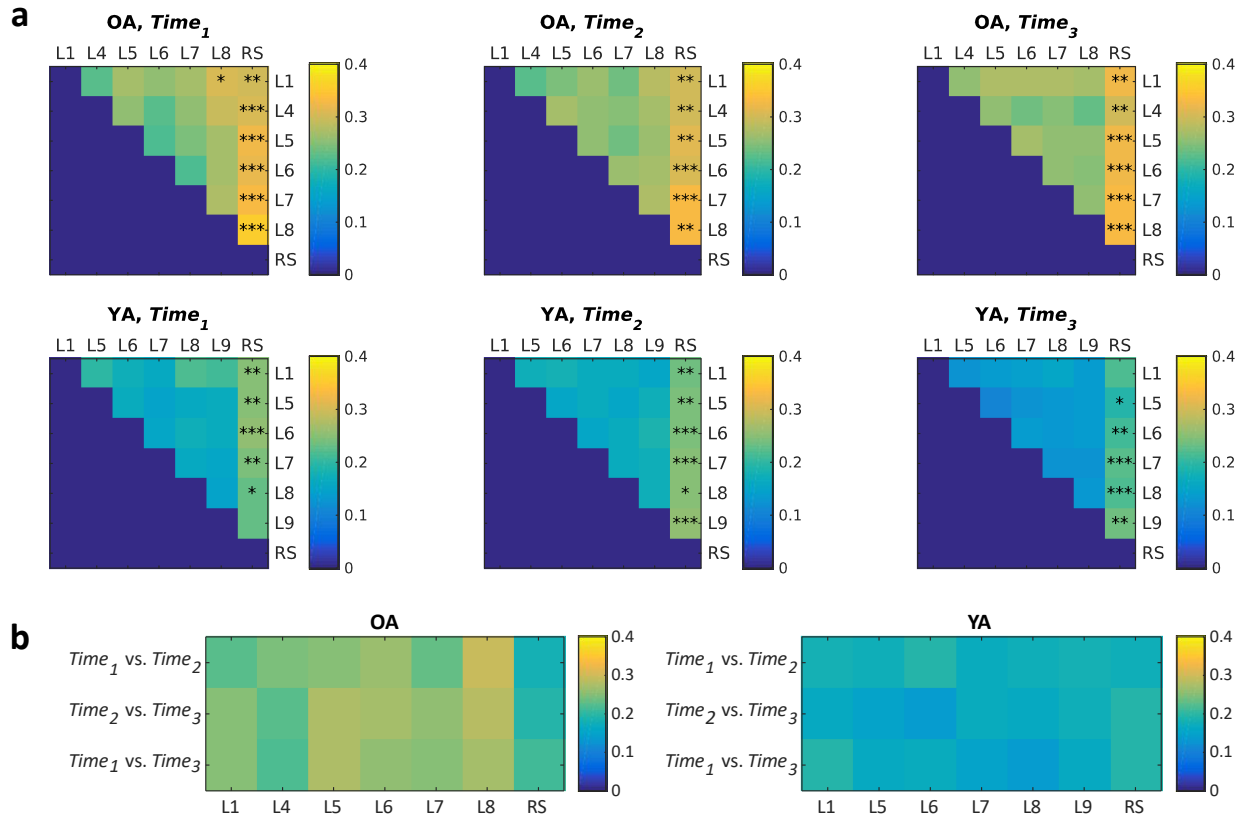 a
OA, Time1 OA, Time2 OA, Time3
L1 L4 L5 L6 L7 L8 RS L1 L4 L5 L6 L7 L8 RS L1 L4 L5 L6 L7 L8 RS
* ** L1 0.4 ** L1 0.4 ** L1 0.4
*** L4 ** L4 ** L4
0.3 0.3 0.3
*** L5 ** L5 *** L5
*** L6 0.2 *** L6 0.2 *** L6 0.2
*** L7 *** L7 *** L7
0.1 0.1 0.1
*** L8 ** L8 *** L8
RS 0 RS 0 RS 0
YA, Time1 YA, Time2 YA, Time3
L1 L5 L6 L7 L8 L9 RS L1 L5 L6 L7 L8 L9 RS L1 L5 L6 L7 L8 L9 RS
** L1 0.4 ** L1 0.4 L1 0.4
** L5 ** L5 * L5
0.3 0.3 0.3
*** L6 *** L6 ** L6
** L7 0.2 *** L7 0.2 *** L7 0.2
* L8 * L8 *** L8
0.1 0.1 0.1
L9 *** L9 ** L9
RS 0 RS 0 RS 0
b
OA YA
Time1 vs. Time2 0.4 Time1 vs. Time2 0.4
0.3 0.3
Time2 vs. Time3 0.2 Time2 vs. Time3 0.2
0.1 0.1
Time1 vs. Time3 0 Time1 vs. Time3 0
L1 L4 L5 L6 L7 L8 RS L1 L5 L6 L7 L8 L9 RS